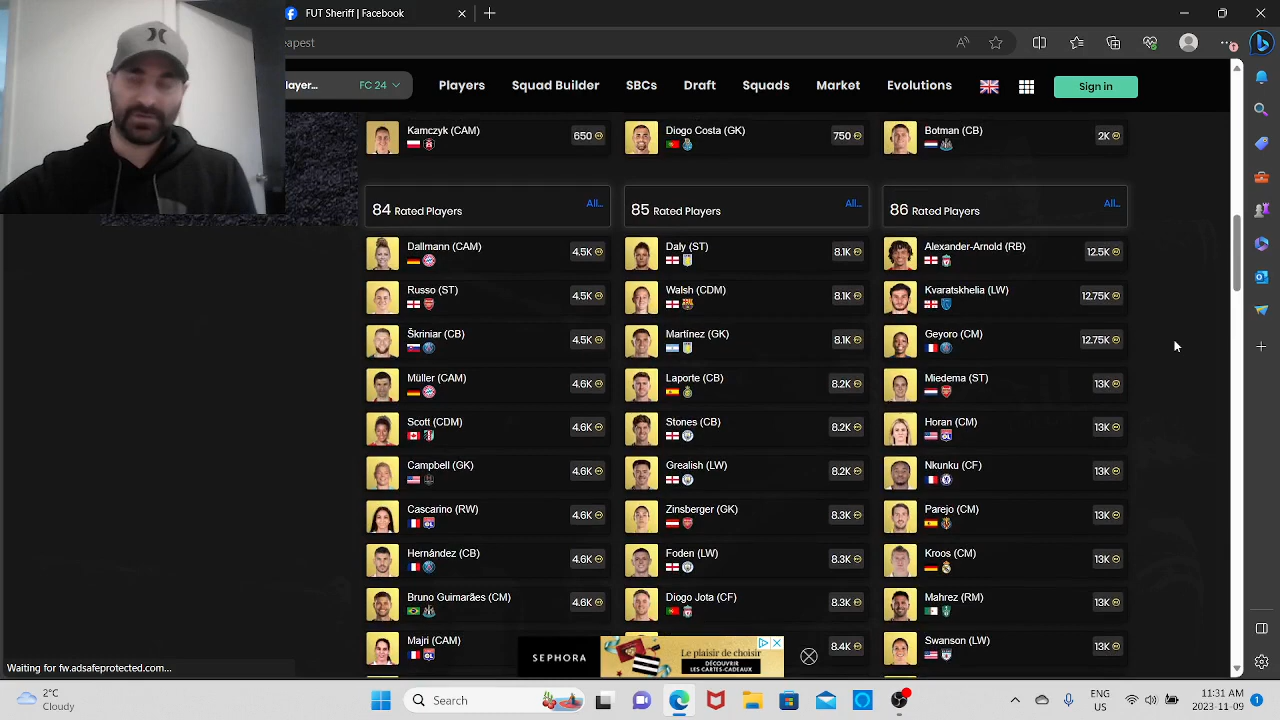 FUT Sheriff | Facebook
eapest
layer...
FC 24
Players
Squad Builder
SBCs
Draft
Squads
Market
Evolutions
Sign in
Kamczyk (CAM)
650
Diogo Costa (GK)
750
Botman (CB)
2K
84 Rated Players
All...
85 Rated Players
All...
86 Rated Players
All...
Dallmann (CAM)
4.5K
Daly (ST)
8.1K
Alexander-Arnold (RB)
12.5K
Russo (ST)
4.5K
Walsh (CDM)
8.1K
Kvaratskhelia (LW)
12.75K
Škriniar (CB)
4.5K
Martínez (GK)
8.1K
Geyoro (CM)
12.75K
Müller (CAM)
4.6K
Laporte (CB)
8.2K
Miedema (ST)
13K
Scott (CDM)
4.6K
Stones (CB)
8.2K
Horan (CM)
13K
Campbell (GK)
4.6K
Grealish (LW)
8.2K
Nkunku (CF)
13K
Cascarino (RW)
4.6K
Zinsberger (GK)
8.3K
Parejo (CM)
13K
Hernández (CB)
4.6K
Foden (LW)
8.3K
Kroos (CM)
13K
Bruno Guimarães (CM)
4.6K
Diogo Jota (CF)
8.3K
Mahrez (RM)
13K
Majri (CAM)
4.6K
8.4K
Swanson (LW)
13K
SEPHORA
Le plaisir de choisir
DÉCOUVRIR
LES CARTES-CADEAUX
Waiting for fw.adsafeprotected.com...
2°C
Cloudy
Search
ENG
US
11:31 AM
2023-11-09
1